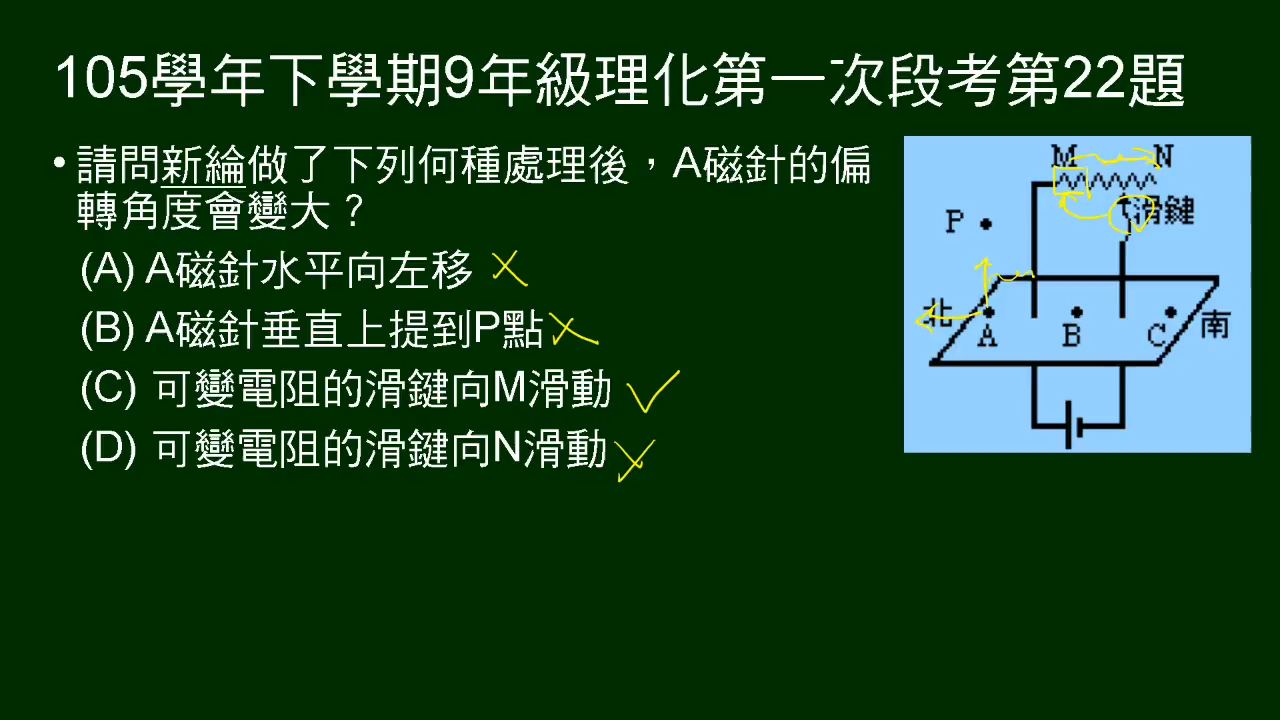 105學年下學期9年級理化第一次段考第22題
• 請問新綸做了下列何種處理後，A磁針的偏
轉角度會變大？
(A) A磁針水平向左移
(B) A磁針垂直上提到P點
(C) 可變電阻的滑鍵向M滑動
(D) 可變電阻的滑鍵向N滑動
M N
P 滑鍵
北 A B C 南